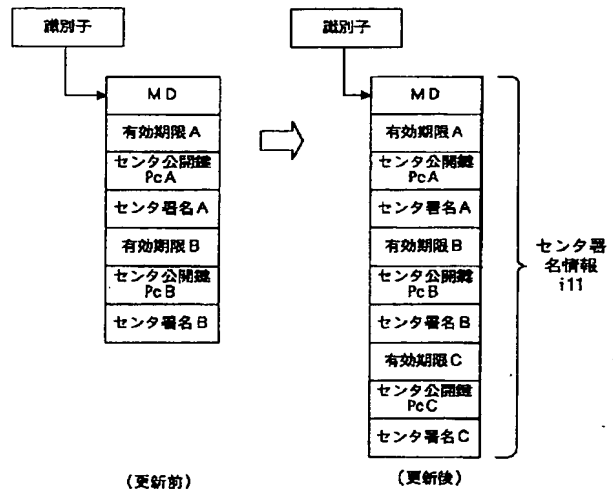 識別子
MD
有効期限A
センタ公開鍵
PcA
センタ署名A
有効期限B
センタ公開鍵
PcB
センタ署名B
(更新前)
識別子
MD
有効期限A
センタ公開鍵
PcA
センタ署名A
有効期限B
センタ公開鍵
PcB
センタ署名B
有効期限C
センタ公開鍵
PcC
センタ署名C
(更新後)
センタ署
名情報
i11